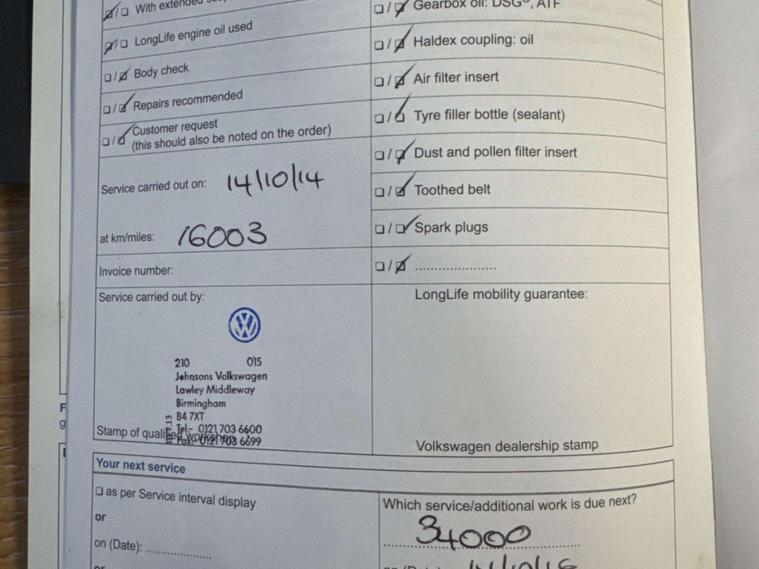 With extended
Gearbox oil: DSG®, ATF
LongLife engine oil used
Haldex coupling: oil
Body check
Air filter insert
Repairs recommended
Tyre filler bottle (sealant)
Customer request
(this should also be noted on the order)
Dust and pollen filter insert
Toothed belt
Service carried out on: 14/10/14
Spark plugs
at km/miles: 16003
.....................
Invoice number:
Service carried out by:
LongLife mobility guarantee:
VW
210 015
Johnsons Volkswagen
Lawley Middleway
Birmingham
B4 7XT
Tel- 0121 703 6600
Fax- 0121 703 6699
Stamp of qualified workshop
Volkswagen dealership stamp
Your next service
as per Service interval display
Which service/additional work is due next?
or
34000
on (Date): ................